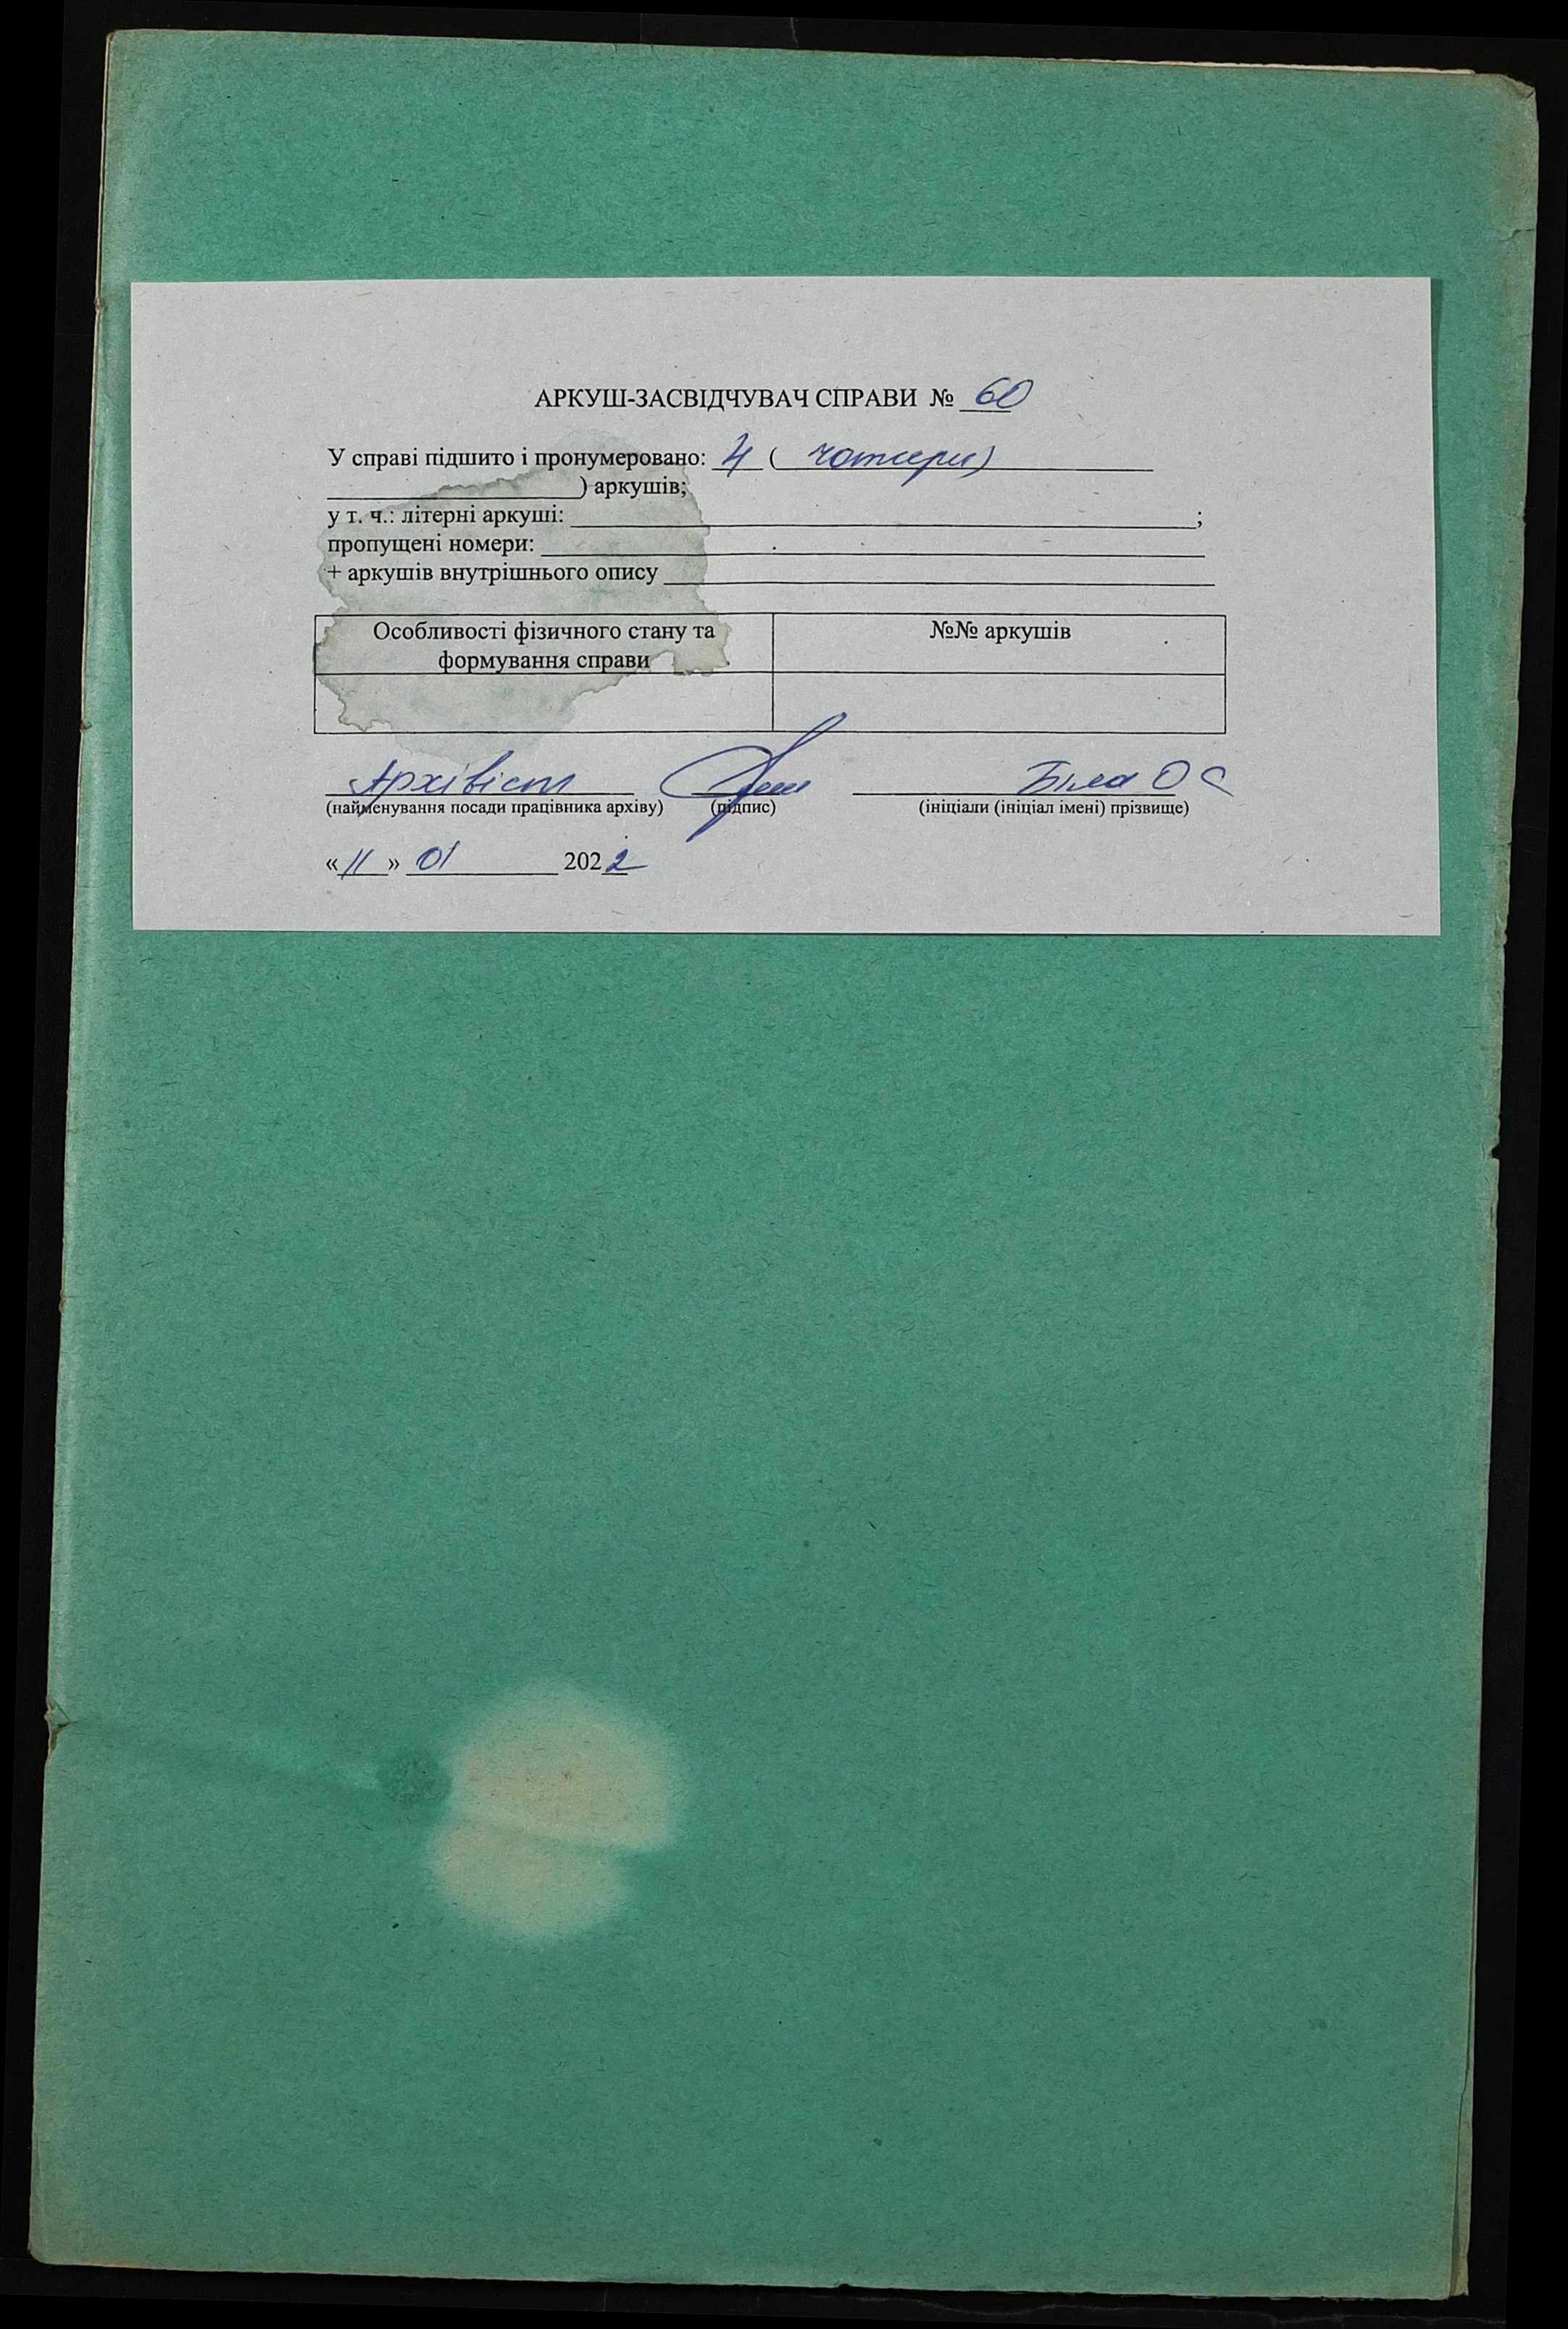 АРКУШ-ЗАСВІДЧУВАЧ СПРАВИ № 60
У справі підшито і пронумеровано: 4 ( чотири)
) аркушів;
у т. ч.: літерні аркуші: ;
пропущені номери:
+ аркушів внутрішнього опису
Особливості фізичного стану та формування справи
№№ аркушів
Архівіст Біла О С
(найменування посади працівника архіву) (підпис) (ініціали (ініціал імені) прізвище)
«11» 01 2022